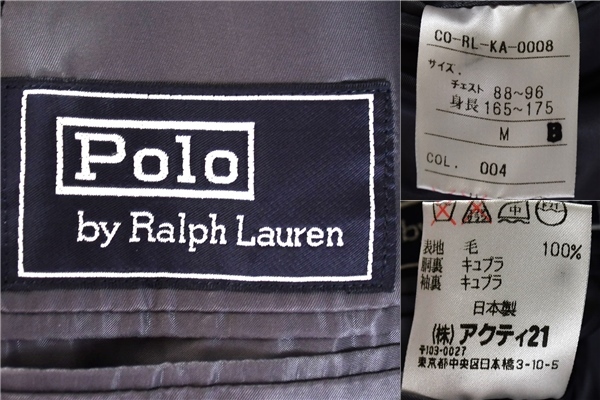 Polo
by Ralph Lauren
CO-RL-KA-0008
サイズ.
チェスト 88~96
身長 165~175
M B
COL. 004
中
表地 毛 100%
胴裏 キュプラ
袖裏 キュプラ
日本製
(株) アクティ21
〒103-0027
東京都中央区日本橋3-10-5